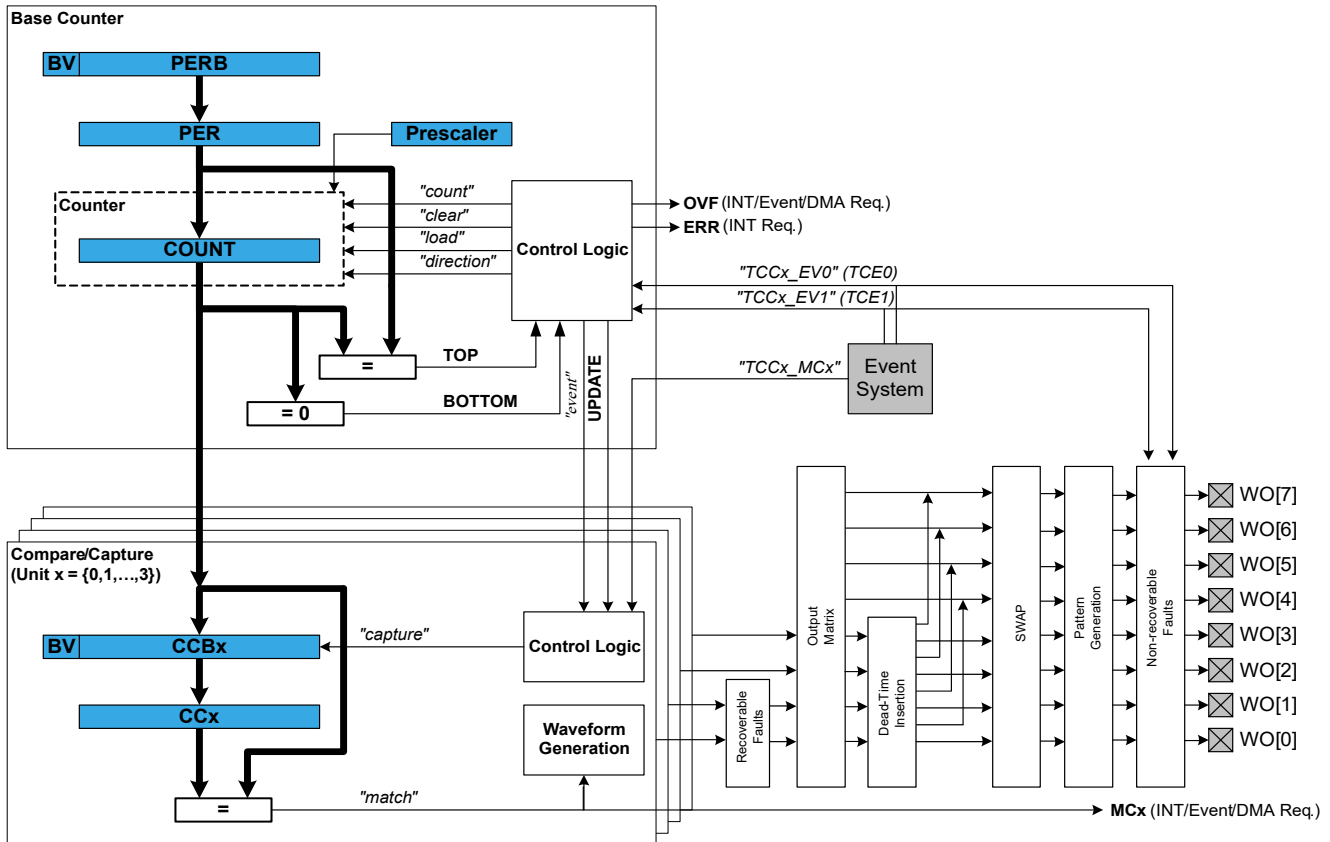 Base Counter
BV
PERB
PER
Prescaler
Counter
COUNT
"count"
"clear"
"load"
"direction"
Control Logic
OVF (INT/Event/DMA Req.)
ERR (INT Req.)
"TCCx_EV0" (TCE0)
"TCCx_EV1" (TCE1)
"TCCx_MCx"
Event
System
=
TOP
= 0
BOTTOM
"event"
UPDATE
Compare/Capture
(Unit x = {0,1,…,3})
BV
CCBx
"capture"
Control Logic
CCx
Waveform
Generation
=
"match"
Recoverable
Faults
Output
Matrix
Dead-Time
Insertion
SWAP
Pattern
Generation
Non-recoverable
Faults
WO[7]
WO[6]
WO[5]
WO[4]
WO[3]
WO[2]
WO[1]
WO[0]
MCx (INT/Event/DMA Req.)